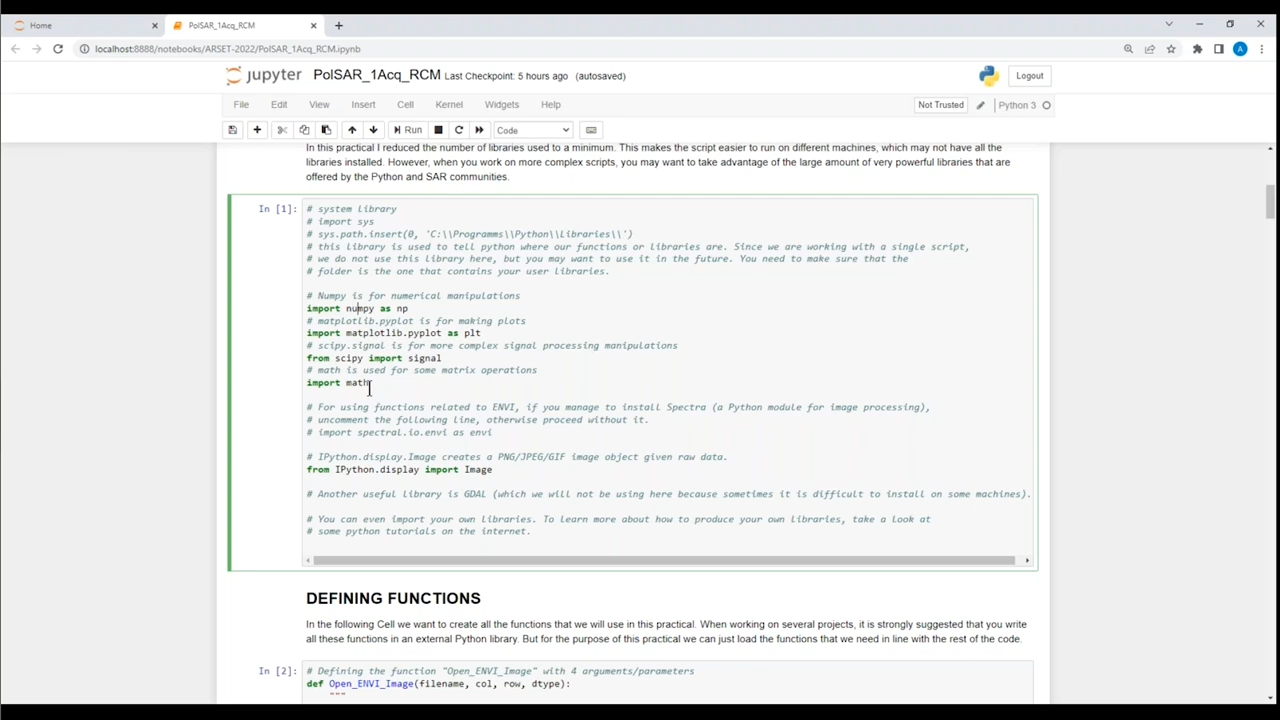 Home
PolSAR_1Acq_RCM
localhost:8888/notebooks/ARSET-2022/PolSAR_1Acq_RCM.ipynb
A
jupyter PolSAR_1Acq_RCM Last Checkpoint: 5 hours ago (autosaved)
Logout
File Edit View Insert Cell Kernel Widgets Help
Not Trusted
Python 3
Run
Code
In this practical I reduced the number of libraries used to a minimum. This makes the script easier to run on different machines, which may not have all the
libraries installed. However, when you work on more complex scripts, you may want to take advantage of the large amount of very powerful libraries that are
offered by the Python and SAR communities.
In [1]:
# system library
# import sys
# sys.path.insert(0, 'C:\\Programms\\Python\\Libraries\\')
# this library is used to tell python where our functions or libraries are. Since we are working with a single script,
# we do not use this library here, but you may want to use it in the future. You need to make sure that the
# folder is the one that contains your user libraries.
# Numpy is for numerical manipulations
import numpy as np
# matplotlib.pyplot is for making plots
import matplotlib.pyplot as plt
# scipy.signal is for more complex signal processing manipulations
from scipy import signal
# math is used for some matrix operations
import math
# For using functions related to ENVI, if you manage to install Spectra (a Python module for image processing),
# uncomment the following line, otherwise proceed without it.
# import spectral.io.envi as envi
# IPython.display.Image creates a PNG/JPEG/GIF image object given raw data.
from IPython.display import Image
# Another useful library is GDAL (which we will not be using here because sometimes it is difficult to install on some machines).
# You can even import your own libraries. To learn more about how to produce your own libraries, take a look at
# some python tutorials on the internet.
DEFINING FUNCTIONS
In the following Cell we want to create all the functions that we will use in this practical. When working on several projects, it is strongly suggested that you write
all these functions in an external Python library. But for the purpose of this practical we can just load the functions that we need in line with the rest of the code.
In [2]:
# Defining the function "Open_ENVI_Image" with 4 arguments/parameters
def Open_ENVI_Image(filename, col, row, dtype):
"""